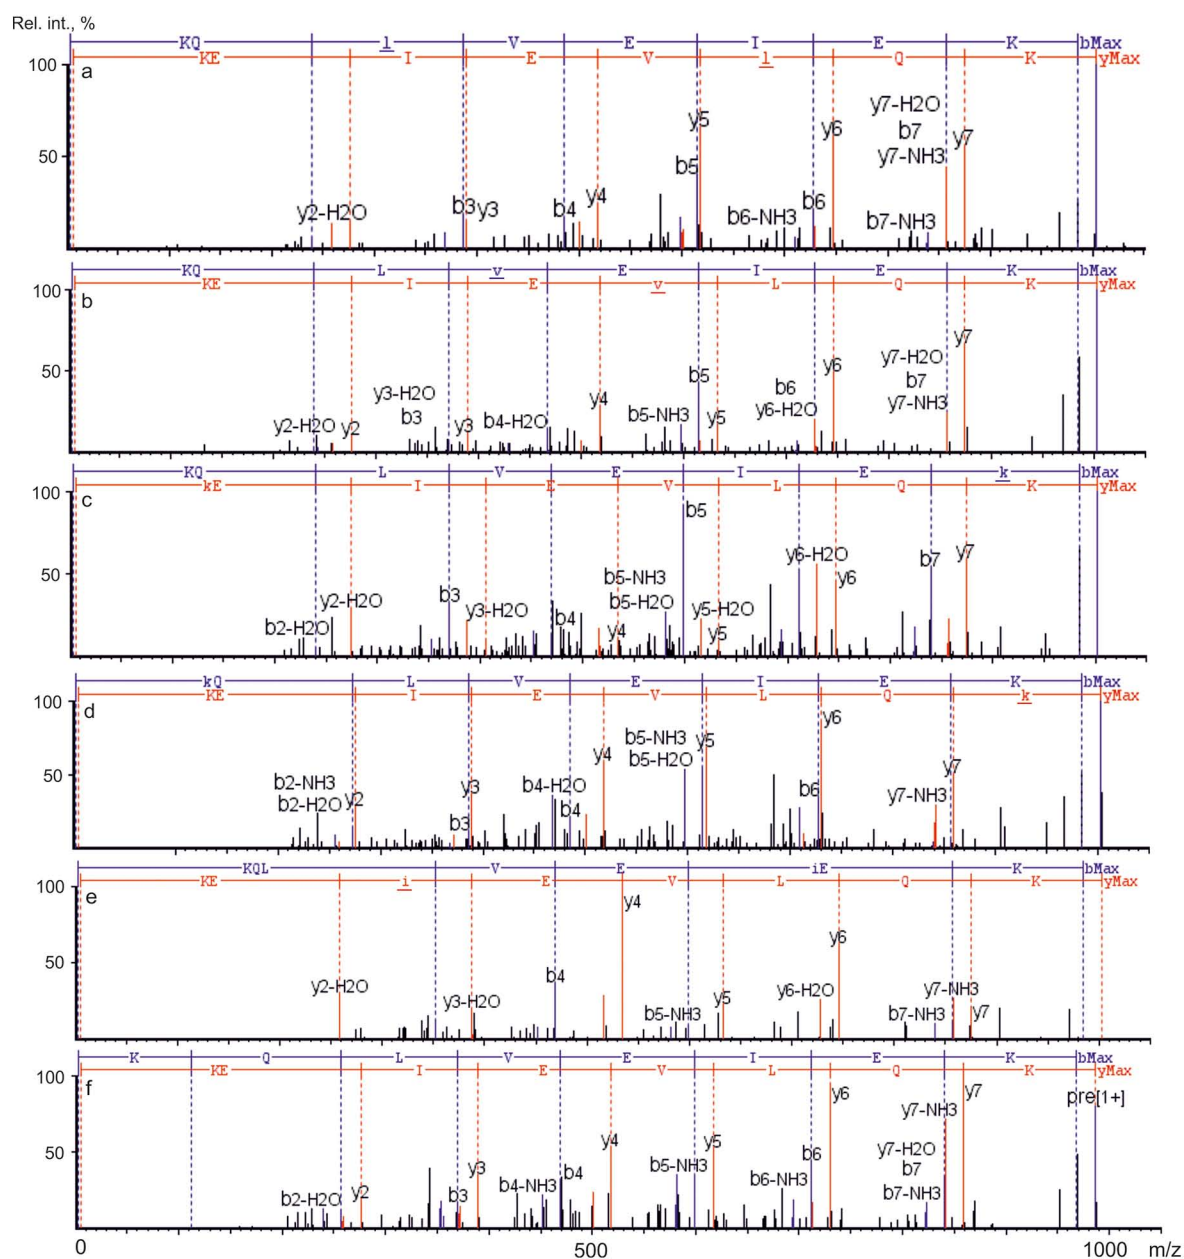 Rel. int., %
KQ l V E I E K bMax
KE I E V l Q K yMax
100
a
y7-H2O
y5
y6
b7
y7
50
b5
y7-NH3
y4
y2-H2O
b3
y3
b4
b6-NH3
b6
b7-NH3
KQ L v E I E K bMax
KE I E v L Q K yMax
100
b
y7
y7-H2O
50
y3-H2O
b5
b6
y6
b7
y2-H2O
y2
b3
y3
b4-H2O
y4
b5-NH3
y5
y6-H2O
y7-NH3
KQ L V E I E k bMax
kE I E V L Q K yMax
100
c
b5
y6-H2O
b7
y7
50
b5-NH3
y6
y2-H2O
b3
y3-H2O
b5-H2O
y5-H2O
b2-H2O
b4
y4
y5
kQ L V E I E K bMax
KE I E V L Q k yMax
100
d
y6
b5-NH3
y5
y4
b5-H2O
y7
50
b2-NH3
y3
b4-H2O
b6
y7-NH3
b2-H2O
y2
b3
b4
KQL V E iE K bMax
KE i E V L Q K yMax
100
e
y4
y6
50
b4
y2-H2O
y3-H2O
y5
y6-H2O
y7-NH3
b5-NH3
b7-NH3
y7
K Q L V E I E K bMax
KE I E V L Q K yMax
100
f
y6
y7
pre[1+]
y7-NH3
50
y4
y5
b6
y7-H2O
y3
b4
b5-NH3
b7
b2-H2O
y2
b3
b4-NH3
b6-NH3
b7-NH3
0 500 1000 m/z